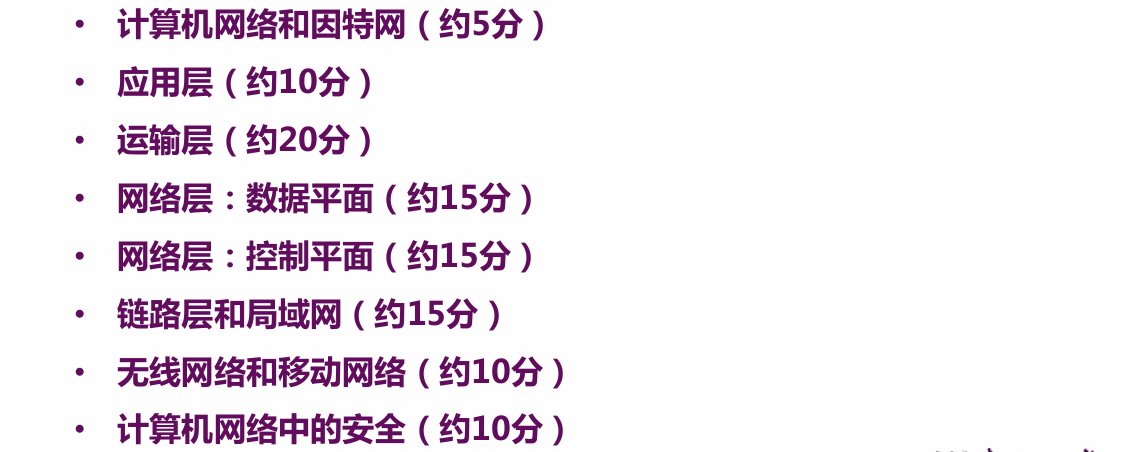 • 计算机网络和因特网（约5分）
• 应用层（约10分）
• 运输层（约20分）
• 网络层：数据平面（约15分）
• 网络层：控制平面（约15分）
• 链路层和局域网（约15分）
• 无线网络和移动网络（约10分）
• 计算机网络中的安全（约10分）